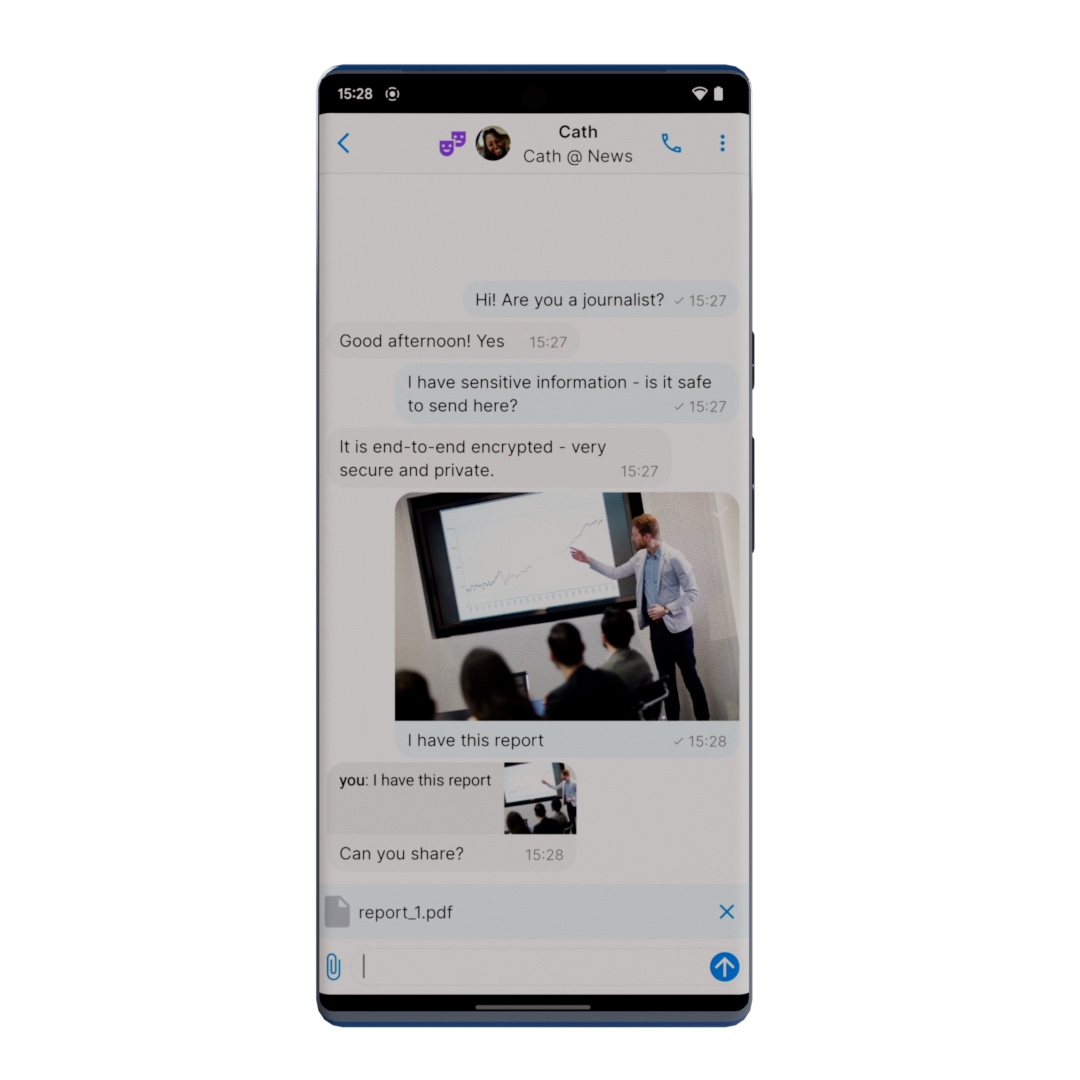 15:28
Cath
Cath @ News
Hi! Are you a journalist? 15:27
Good afternoon! Yes 15:27
I have sensitive information - is it safe
to send here? 15:27
It is end-to-end encrypted - very
secure and private. 15:27
I have this report 15:28
you: I have this report
Can you share? 15:28
report_1.pdf